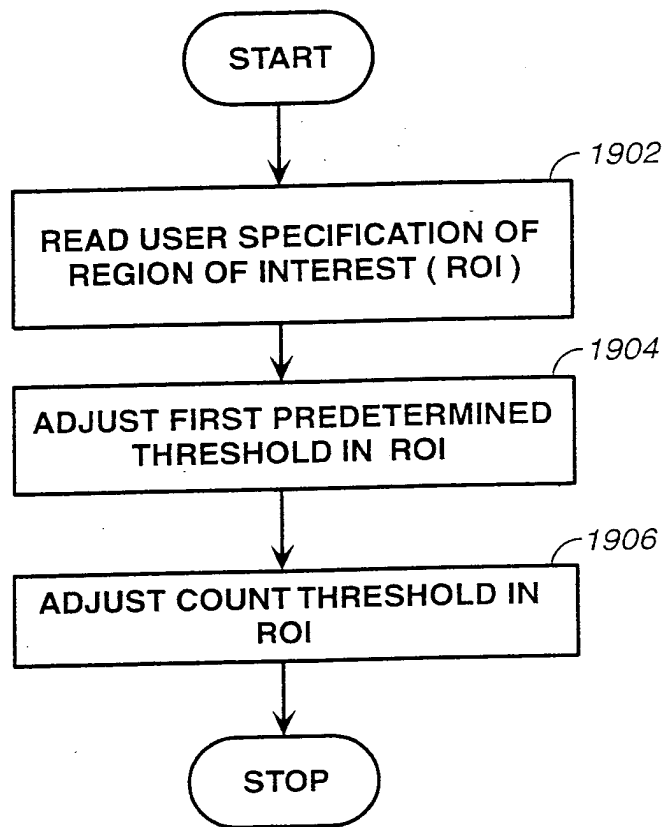 START
1902
READ USER SPECIFICATION OF
REGION OF INTEREST ( ROI )
1904
ADJUST FIRST PREDETERMINED
THRESHOLD IN ROI
1906
ADJUST COUNT THRESHOLD IN
ROI
STOP